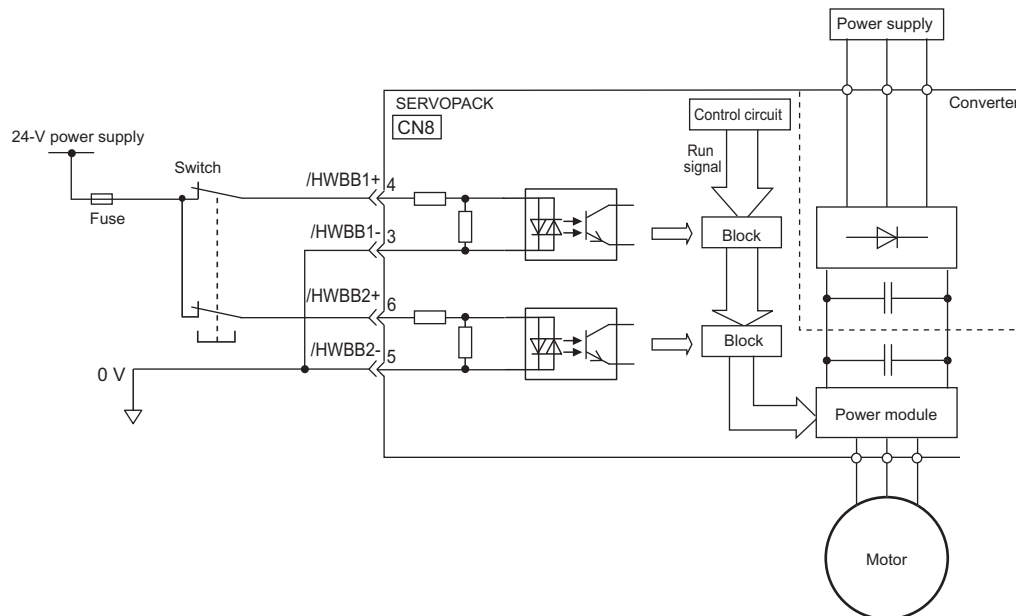 Power supply
SERVOPACK
Converter
CN8
Control circuit
24-V power supply
Run
signal
Switch
/HWBB1+
4
Fuse
/HWBB1-
3
Block
/HWBB2+
6
Block
/HWBB2-
5
0 V
Power module
Motor